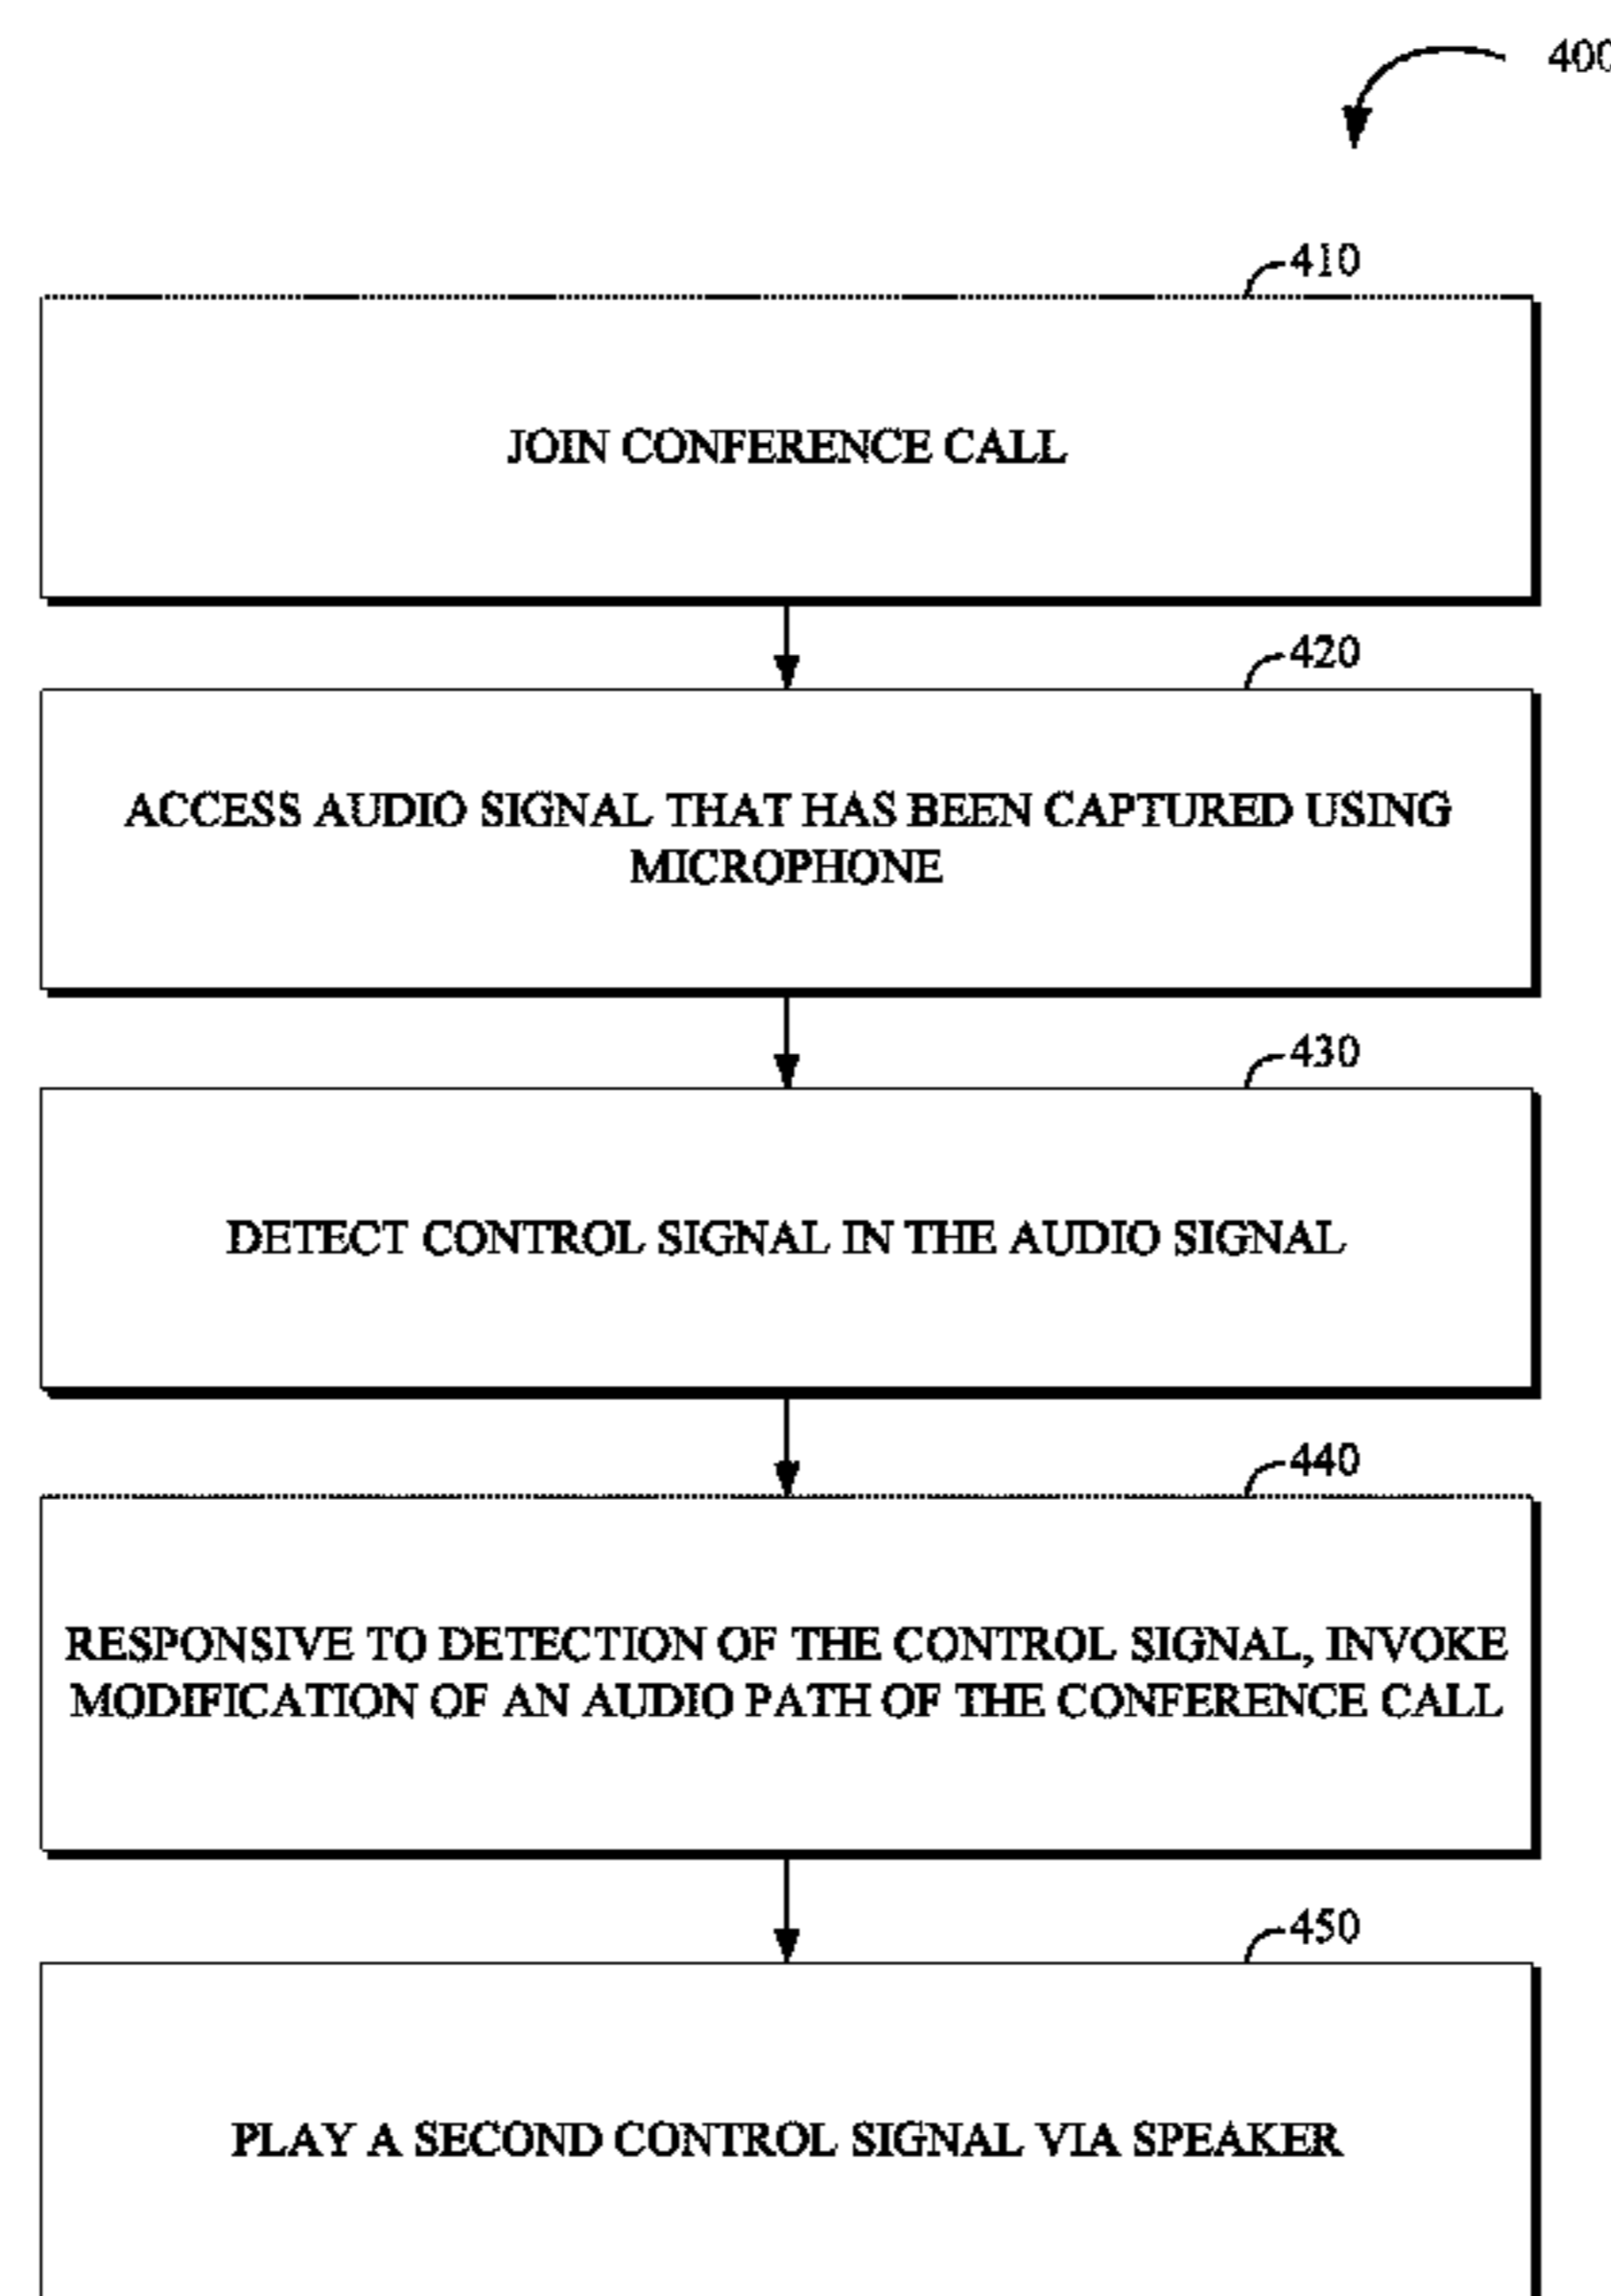 400
410
JOIN CONFERENCE CALL
420
ACCESS AUDIO SIGNAL THAT HAS BEEN CAPTURED USING
MICROPHONE
430
DETECT CONTROL SIGNAL IN THE AUDIO SIGNAL
440
RESPONSIVE TO DETECTION OF THE CONTROL SIGNAL, INVOKE
MODIFICATION OF AN AUDIO PATH OF THE CONFERENCE CALL
450
PLAY A SECOND CONTROL SIGNAL VIA SPEAKER